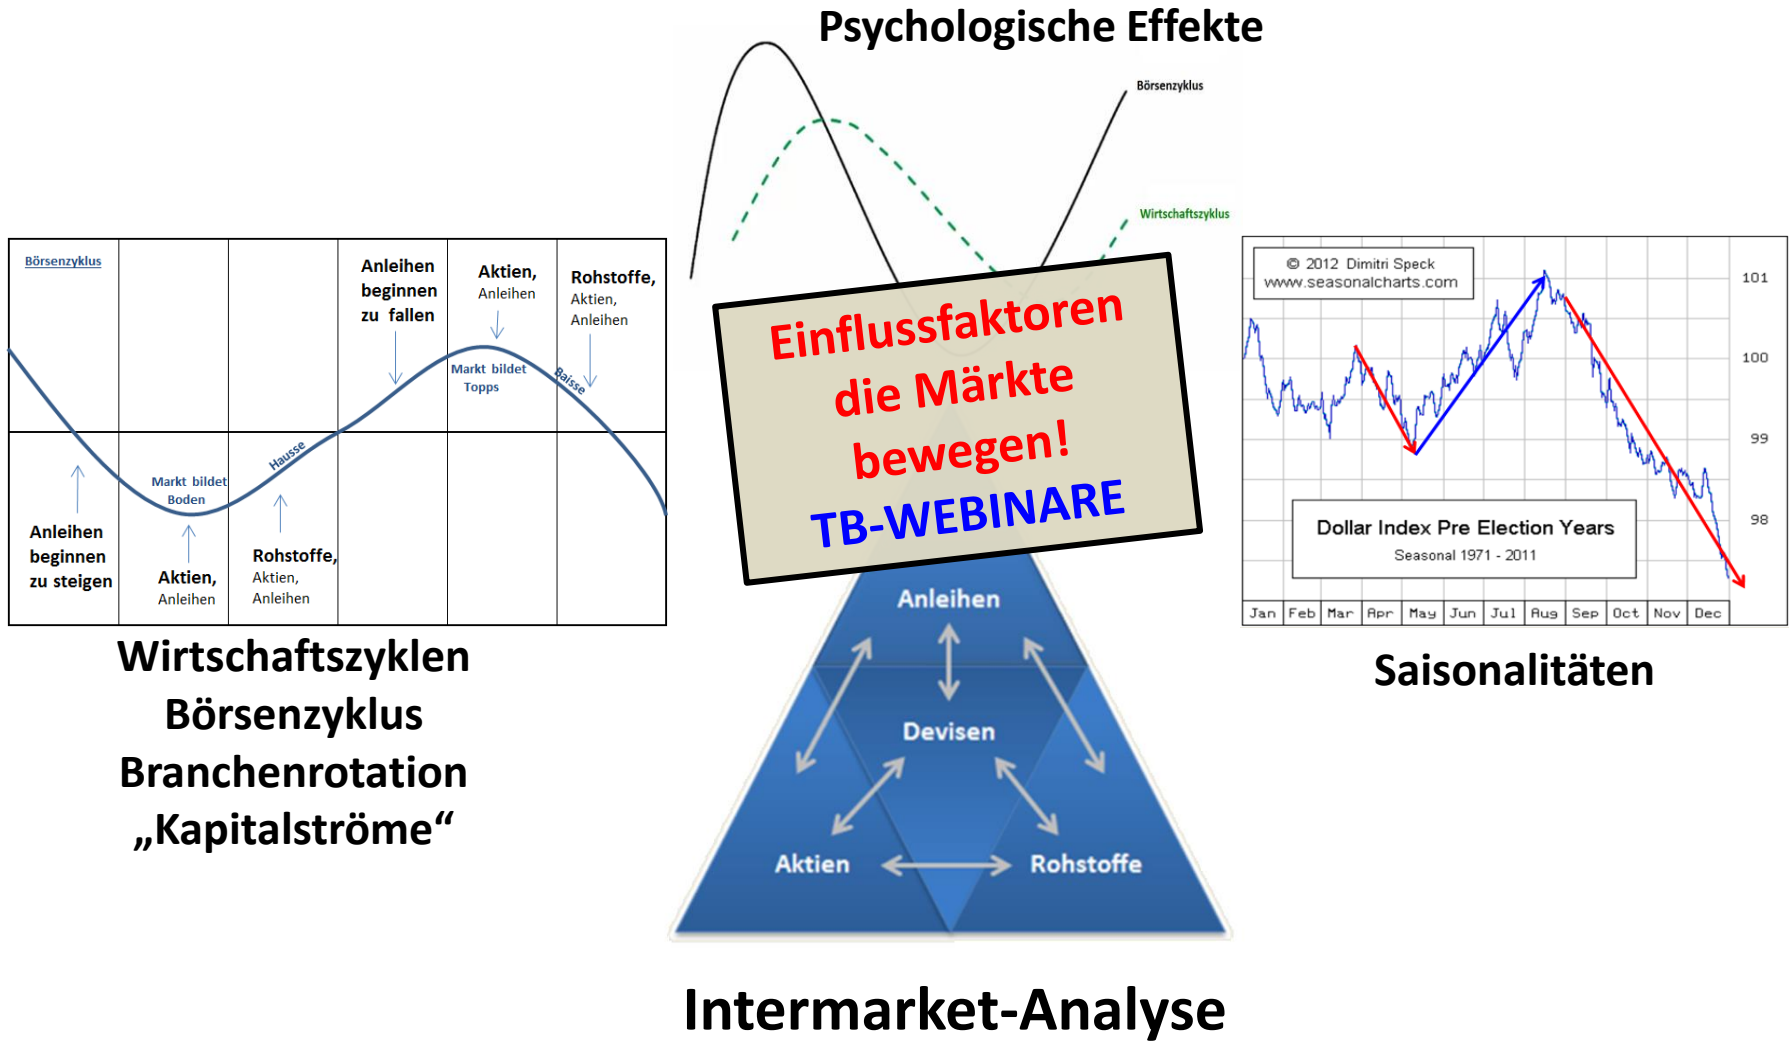 Psychologische Effekte
Börsenzyklus
Wirtschaftszyklus
Börsenzyklus
Anleihen
beginnen
zu fallen
Aktien,
Anleihen
Rohstoffe,
Aktien,
Anleihen
Markt bildet
Topps
Baisse
Hausse
Markt bildet
Boden
Anleihen
beginnen
zu steigen
Aktien,
Anleihen
Rohstoffe,
Aktien,
Anleihen
Wirtschaftszyklen
Börsenzyklus
Branchenrotation
„Kapitalströme“
Einflussfaktoren
die Märkte
bewegen!
TB-WEBINARE
Anleihen
Devisen
Aktien
Rohstoffe
Intermarket-Analyse
© 2012 Dimitri Speck
www.seasonalcharts.com
101
100
99
98
Dollar Index Pre Election Years
Seasonal 1971 - 2011
Jan Feb Mar Apr May Jun Jul Aug Sep Oct Nov Dec
Saisonalitäten